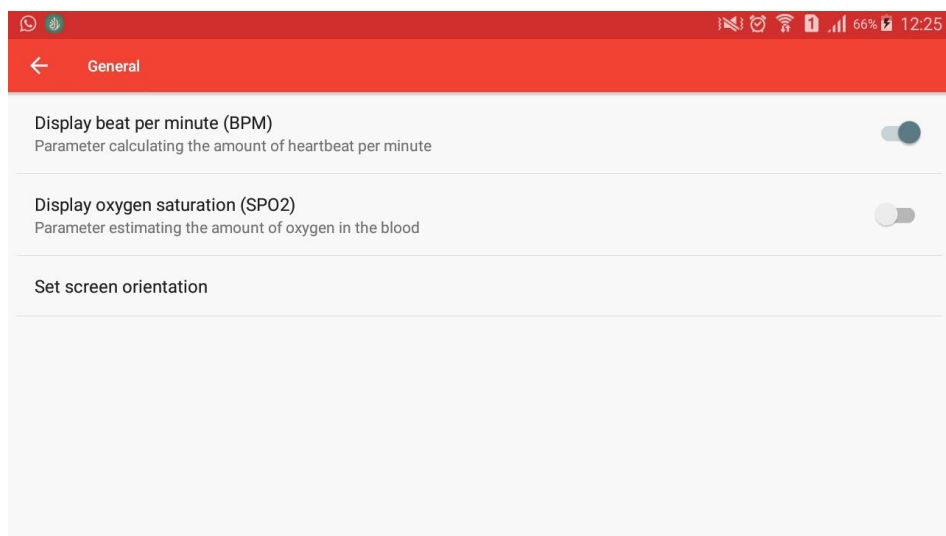 1 66% 12:25
General
Display beat per minute (BPM)
Parameter calculating the amount of heartbeat per minute
Display oxygen saturation (SPO2)
Parameter estimating the amount of oxygen in the blood
Set screen orientation